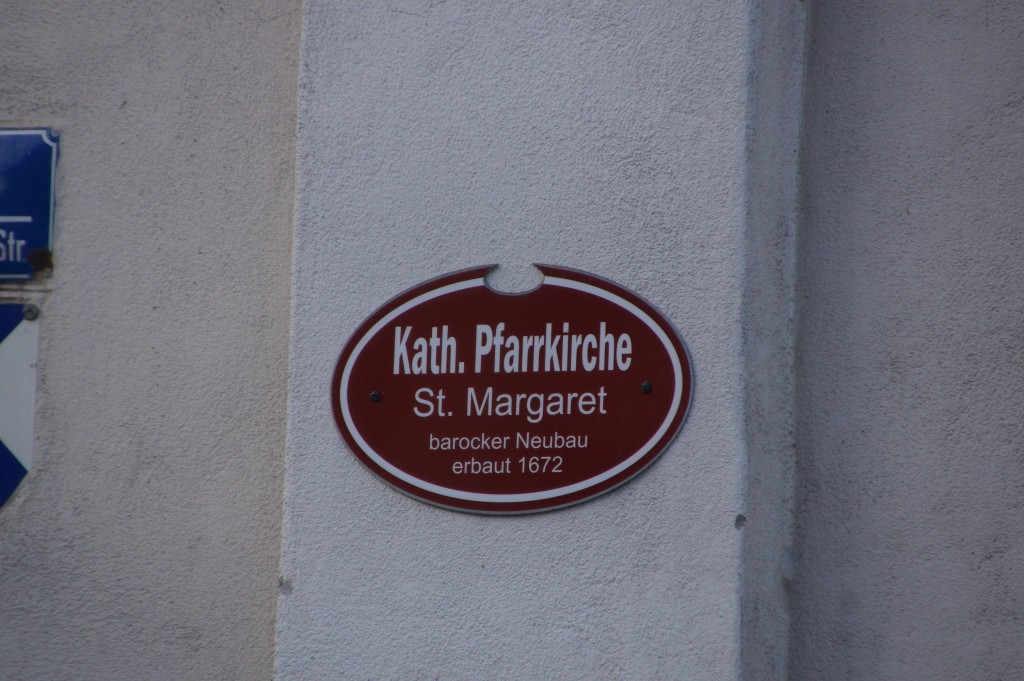 Str.
Kath. Pfarrkirche
St. Margaret
barocker Neubau
erbaut 1672